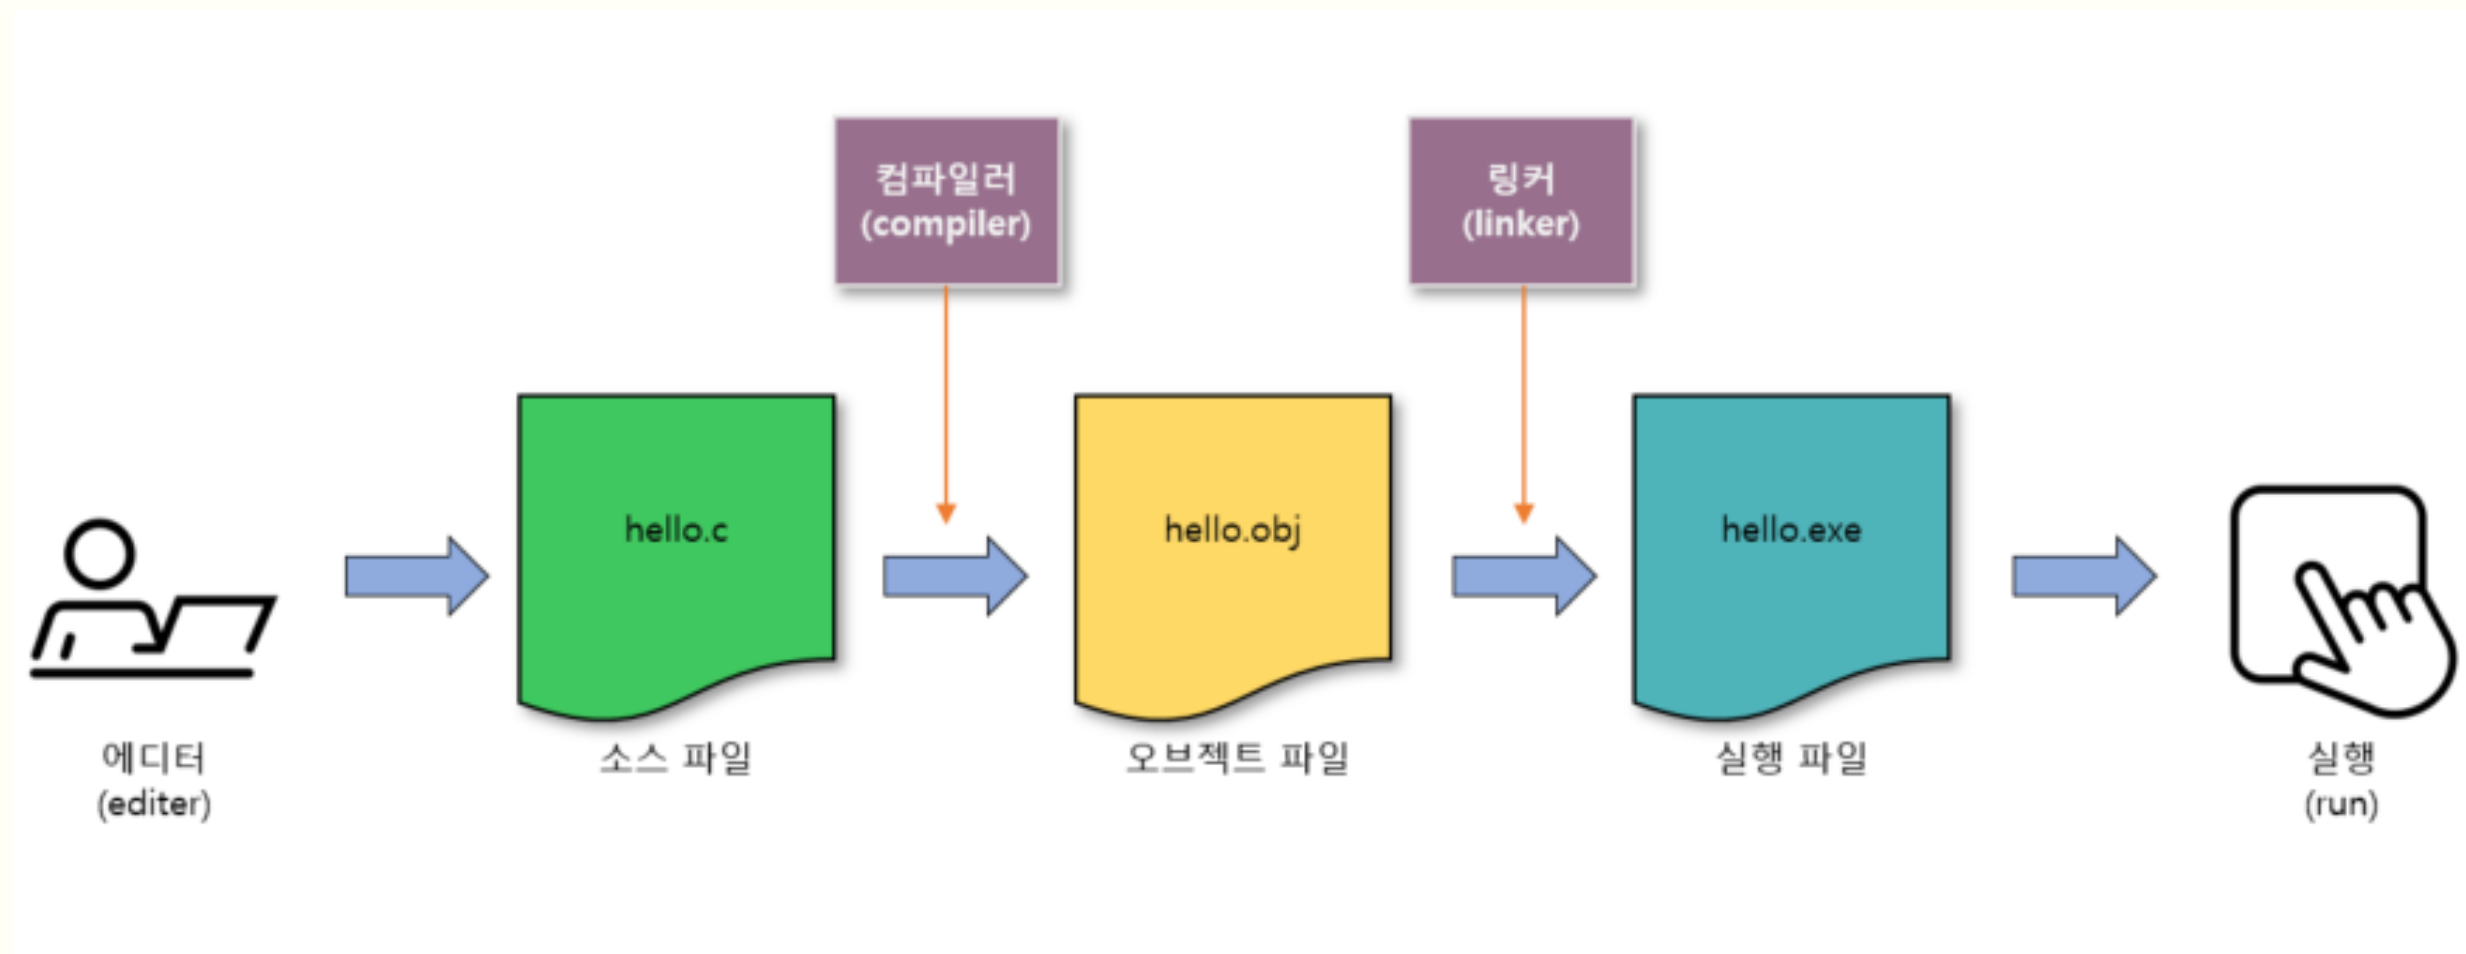 컴파일러
(compiler)
링커
(linker)
hello.c
hello.obj
hello.exe
에디터
(editer)
소스 파일
오브젝트 파일
실행 파일
실행
(run)